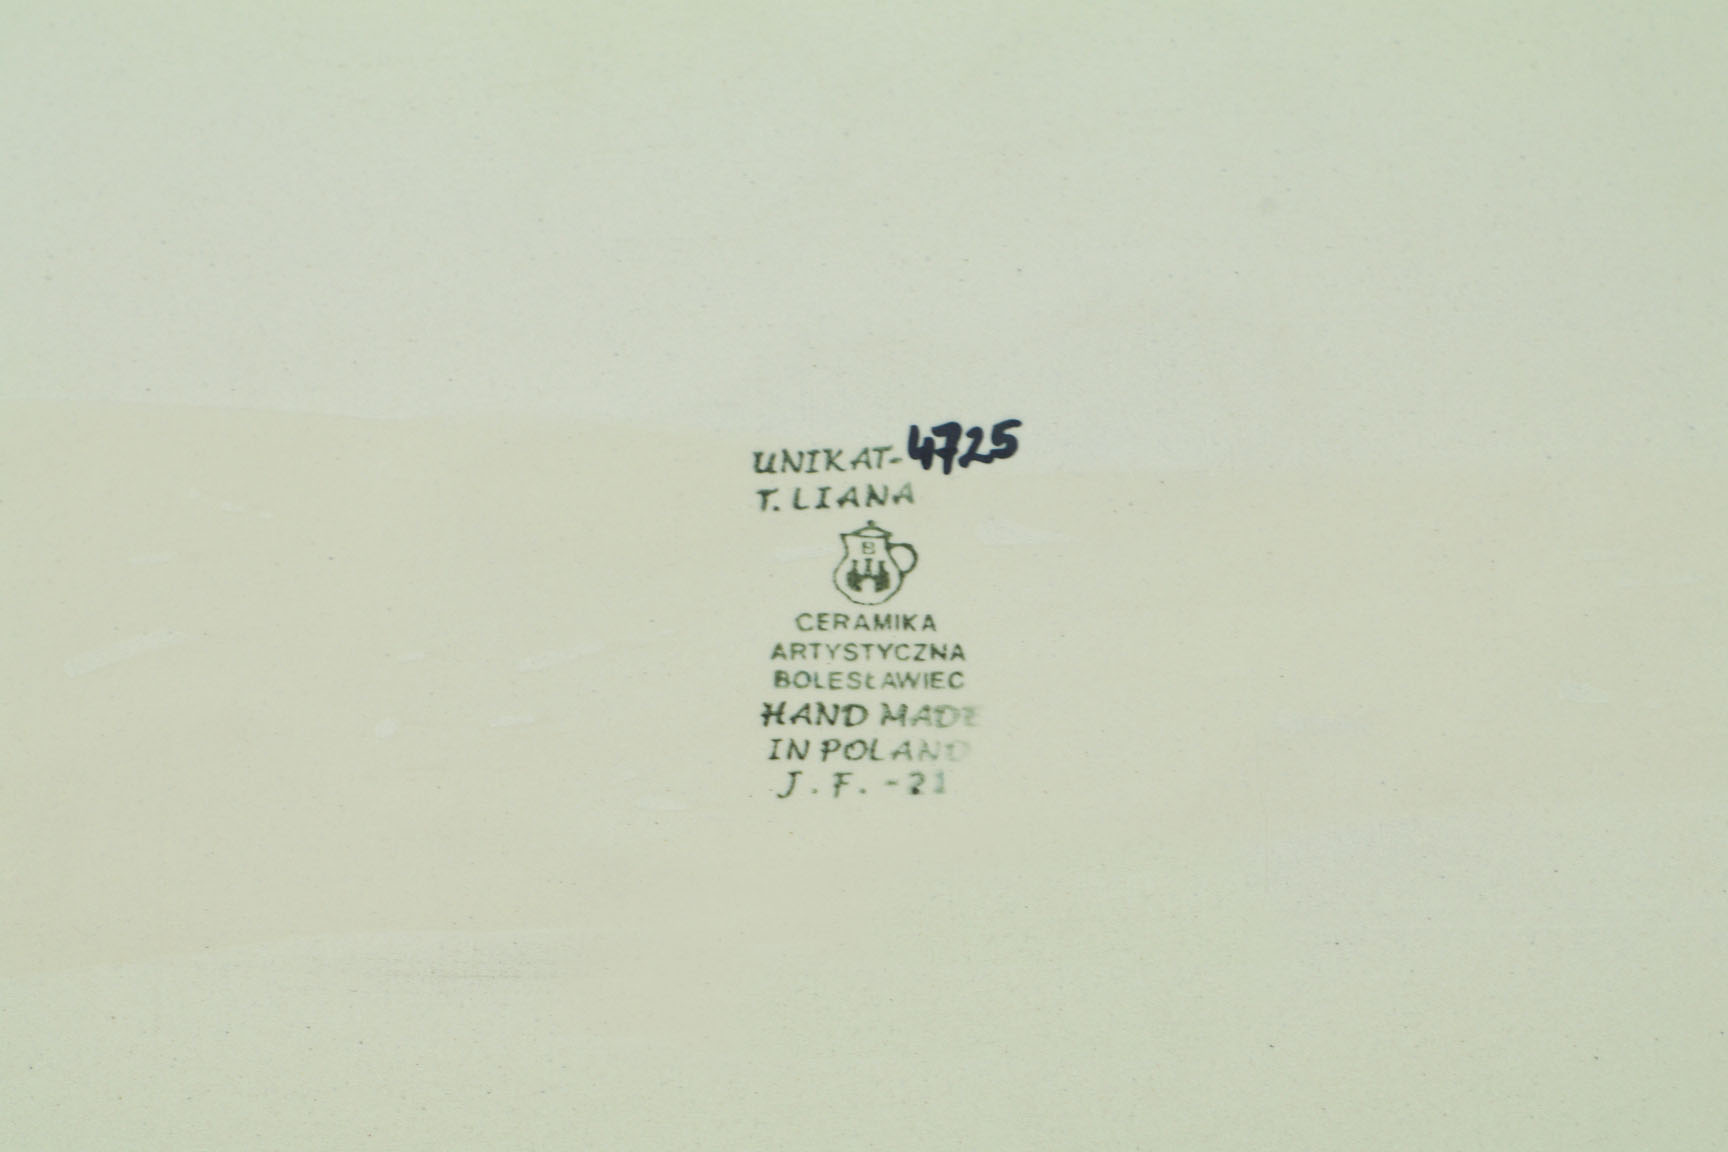 UNIKAT-4725
T. LIANA
B
CERAMIKA
ARTYSTYCZNA
BOLESŁAWIEC
HAND MADE
IN POLAND
J. F. -21